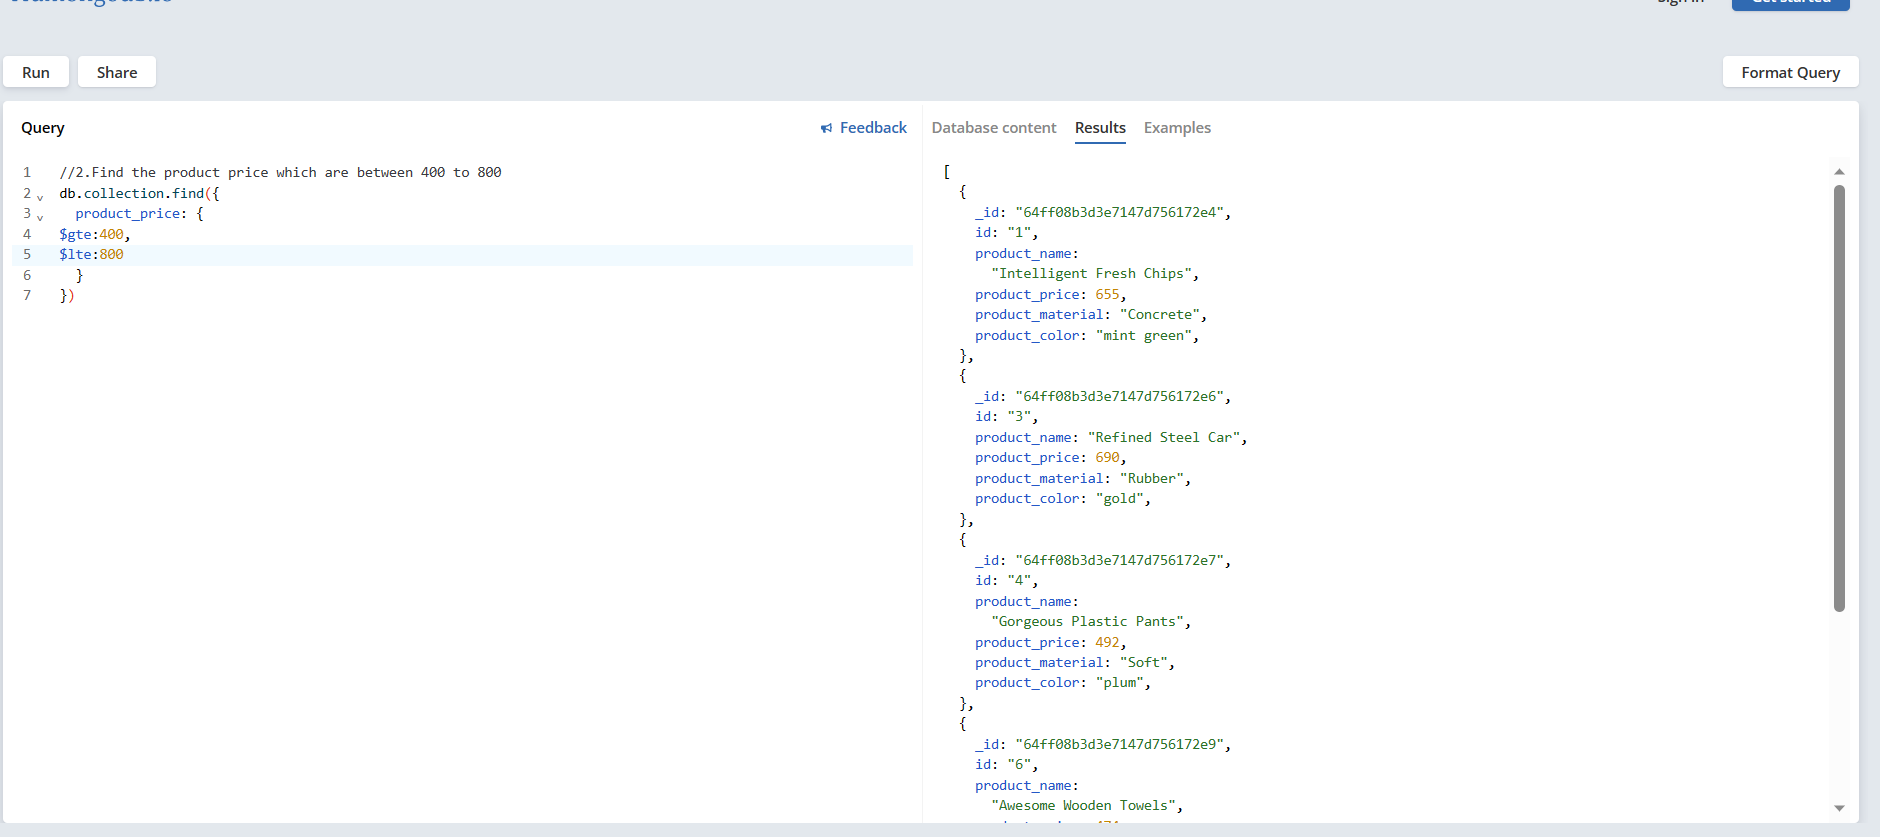 Run
Share
Format Query
Query
Feedback
Database content
Results
Examples
1 //2.Find the product price which are between 400 to 800
2 db.collection.find({
3 product_price: {
4 $gte:400,
5 $lte:800
6 }
7 })
[
{
_id: "64ff08b3d3e7147d756172e4",
id: "1",
product_name:
"Intelligent Fresh Chips",
product_price: 655,
product_material: "Concrete",
product_color: "mint green",
},
{
_id: "64ff08b3d3e7147d756172e6",
id: "3",
product_name: "Refined Steel Car",
product_price: 690,
product_material: "Rubber",
product_color: "gold",
},
{
_id: "64ff08b3d3e7147d756172e7",
id: "4",
product_name:
"Gorgeous Plastic Pants",
product_price: 492,
product_material: "Soft",
product_color: "plum",
},
{
_id: "64ff08b3d3e7147d756172e9",
id: "6",
product_name:
"Awesome Wooden Towels",